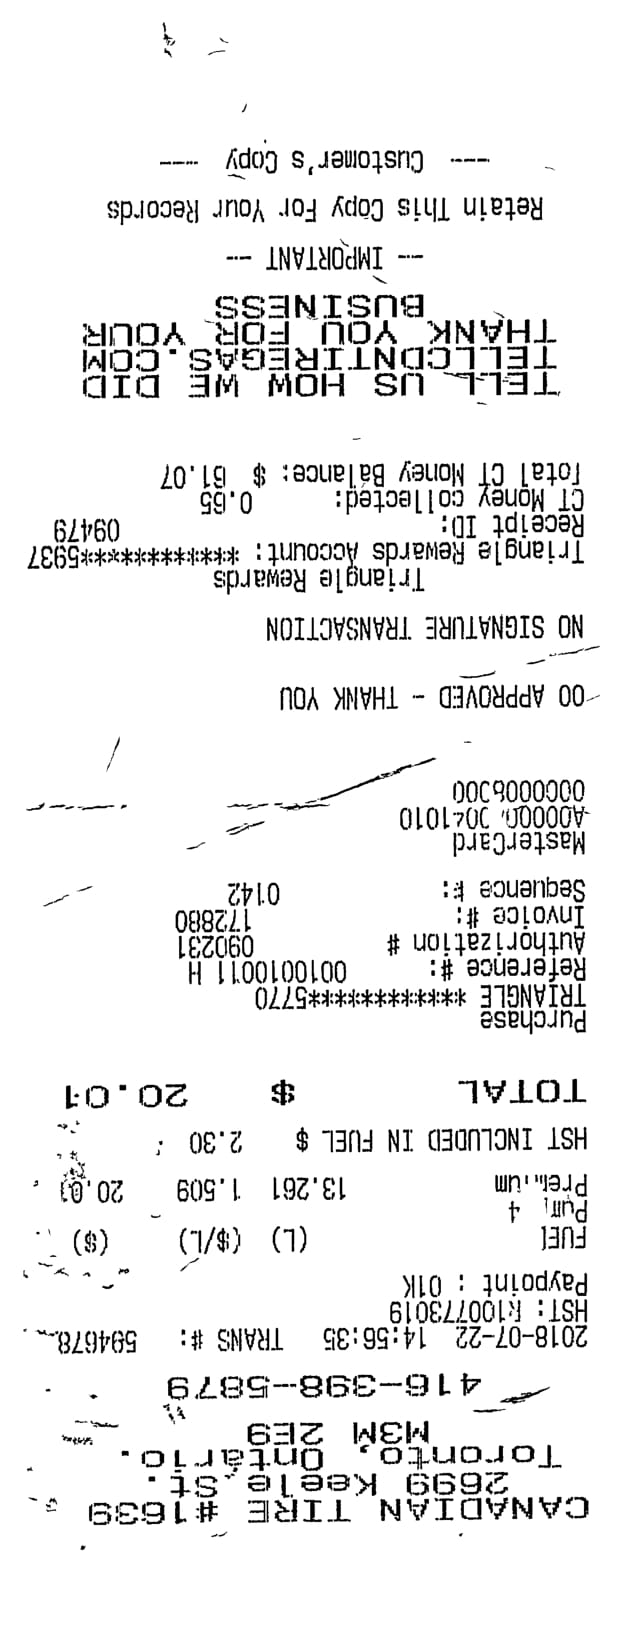 CANADIAN TIRE #1639
2699 Keele St.
Toronto, Ontario.
M3M 2E9
416-398-5879
2018-07-22 14:56:35 TRANS #: 594678
HST: R100773019
Paypoint : 01K
FUEL (L) ($/L) ($)
Pump 4
Premium 13.261 1.509 20.01
HST INCLUDED IN FUEL $ 2.30
TOTAL $ 20.01
Purchase
TRIANGLE ************5770
Reference #: 0010010011 H
Authorization # 090231
Invoice #: 172880
Sequence #: 0142
MasterCard
A0000000041010
0000008000
00 APPROVED - THANK YOU
NO SIGNATURE TRANSACTION
Triangle Rewards
Triangle Rewards Account: ************5937
Receipt ID: 09479
CT Money collected: 0.65
Total CT Money Balance: $ 61.07
TELL US HOW WE DID
TELLCDNTIREGAS.COM
THANK YOU FOR YOUR
BUSINESS
-- IMPORTANT --
Retain This Copy For Your Records
--- Customer's Copy ---